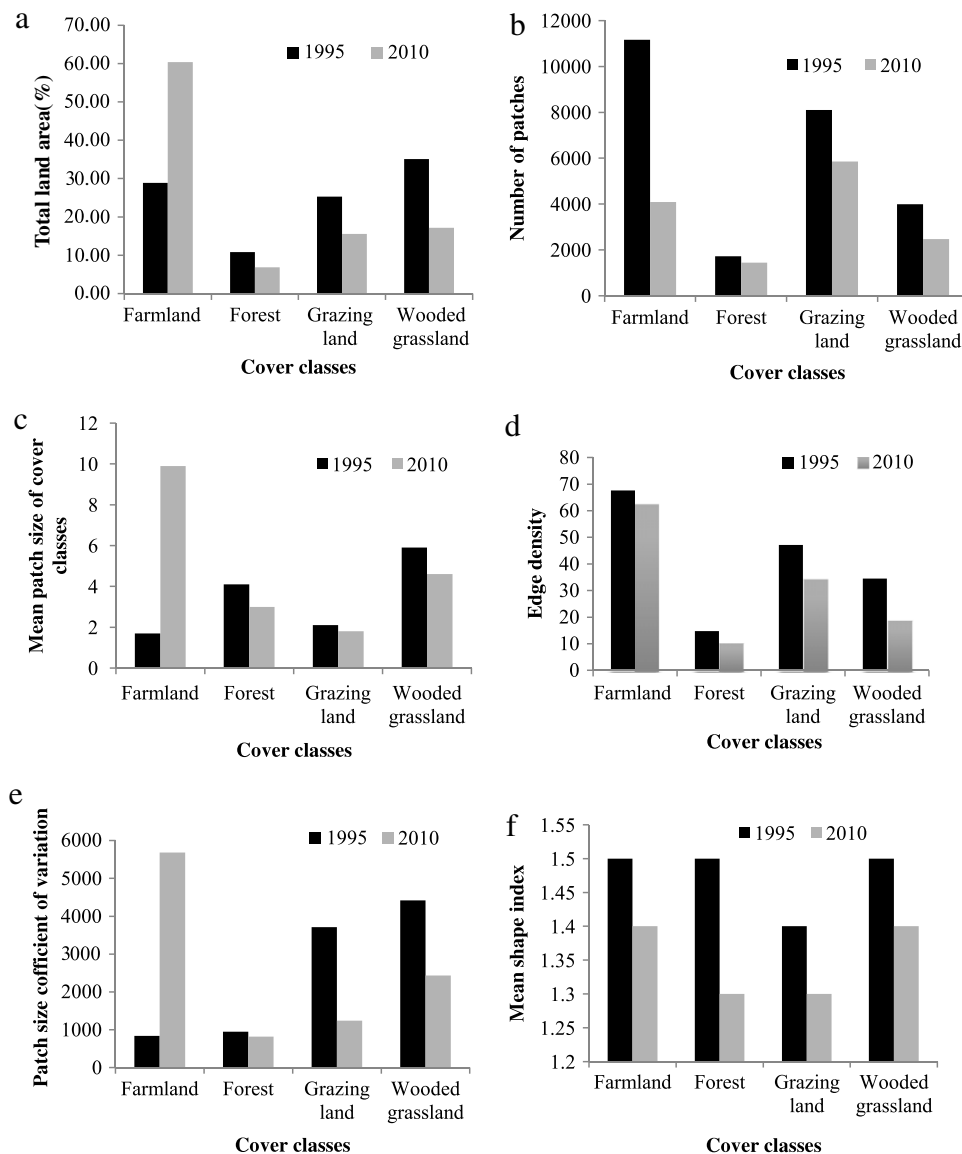 a
Total land area(%)
70.00
60.00
50.00
40.00
30.00
20.00
10.00
0.00
1995 2010
Farmland Forest Grazing Wooded
land grassland
Cover classes
b
Number of patches
12000
10000
8000
6000
4000
2000
0
1995 2010
Farmland Forest Grazing Wooded
land grassland
Cover classes
c
Mean patch size of cover
classes
12
10
8
6
4
2
0
1995 2010
Farmland Forest Grazing Wooded
land grassland
Cover classes
d
Edge density
80
70
60
50
40
30
20
10
0
1995 2010
Farmland Forest Grazing Wooded
land grassland
Cover classes
e
Patch size cofficient of variation
6000
5000
4000
3000
2000
1000
0
1995 2010
Farmland Forest Grazing Wooded
land grassland
Cover classes
f
Mean shape index
1.55
1.5
1.45
1.4
1.35
1.3
1.25
1.2
1995 2010
Farmland Forest Grazing Wooded
land grassland
Cover classes